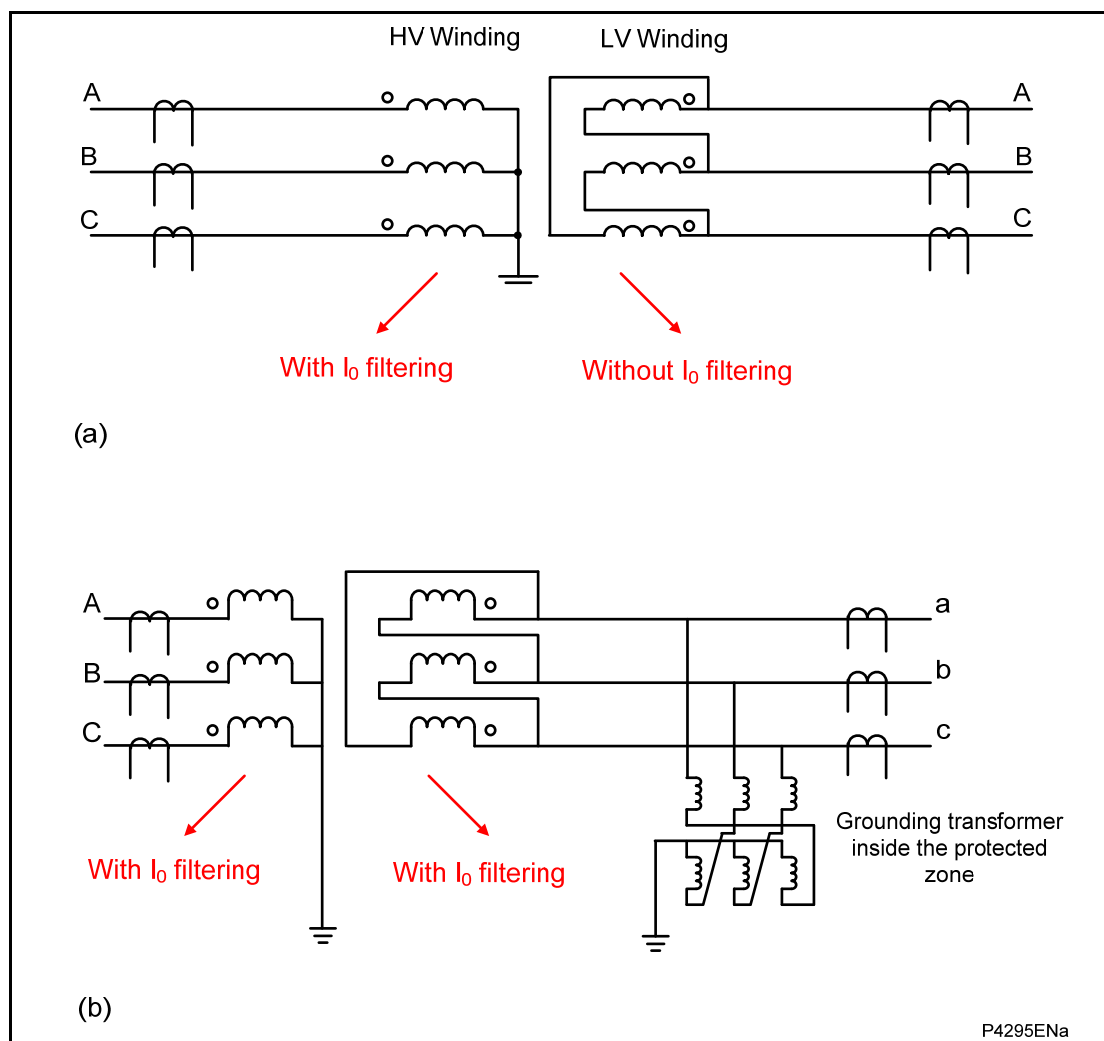 HV Winding LV Winding
A A
B B
C C
With I₀ filtering Without I₀ filtering
(a)
A a
B b
C c
Grounding transformer
inside the protected
zone
With I₀ filtering With I₀ filtering
(b)
P4295ENa